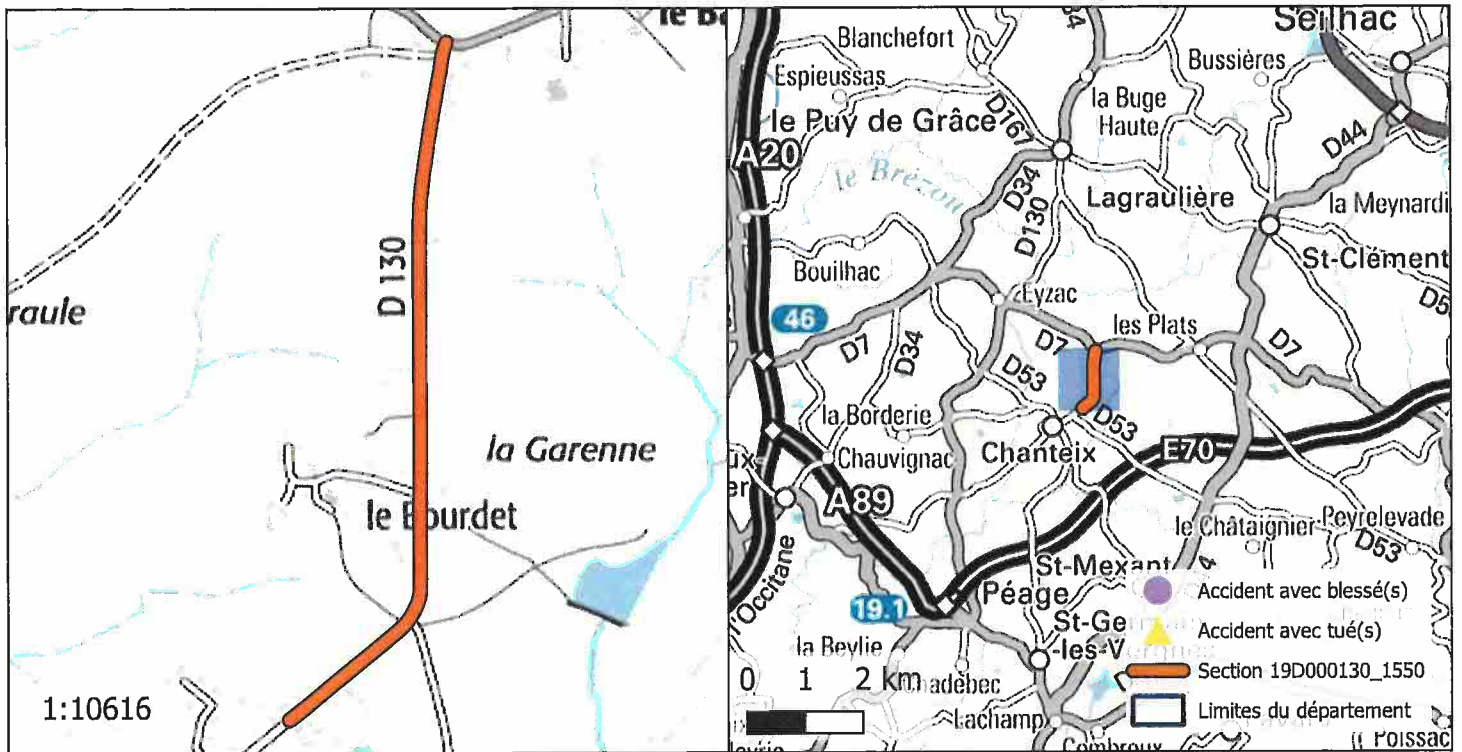 le Ba
D 130
raule
la Garenne
le Bourdet
1:10616
Seilhac
Blanchefort
Bussières
Espieussas
la Buge
Haute
D167
le Puy de Grâce
D44
A20
le Brézou
D34
D130
Lagraulière
la Meynardi
Bouilhac
St-Clément
Eyzac
46
les Plats
D7
D7
D7
D34
D53
la Borderie
D53
Chanteix
E70
Chauvignac
A89
le Châtaignier
Peyrelevade
D53
l'Occitane
St-Mexant
Péage
19.1
St-Ge
-les-V
la Beylie
0 1 2 km
Lachamp
Accident avec blessé(s)
Accident avec tué(s)
Section 19D000130_1550
Limites du département
Poissac